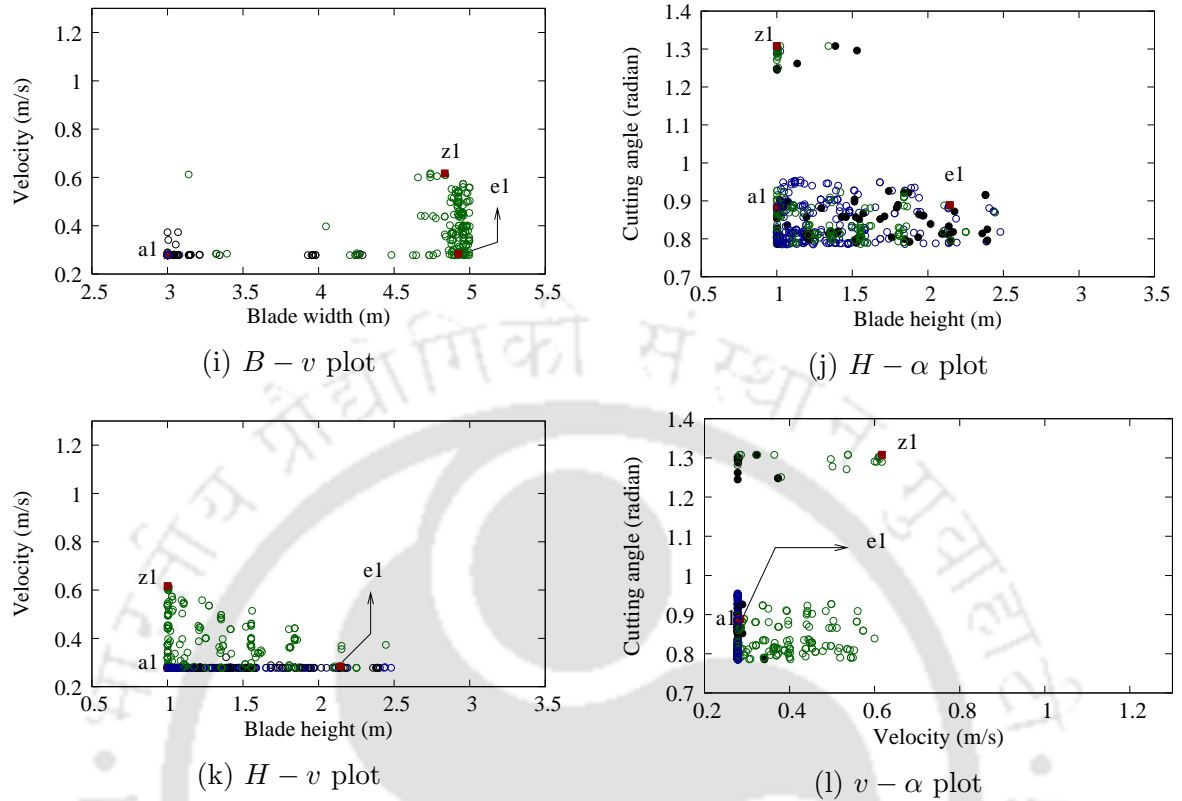 1.2
1
0.8
0.6
0.4
0.2
2.5 3 3.5 4 4.5 5 5.5
Velocity (m/s)
Blade width (m)
a1
z1
e1
(i) B − v plot
1.4
1.3
1.2
1.1
1
0.9
0.8
0.7
0.5 1 1.5 2 2.5 3 3.5
Cutting angle (radian)
Blade height (m)
z1
a1
e1
(j) H − α plot
1.2
1
0.8
0.6
0.4
0.2
0.5 1 1.5 2 2.5 3 3.5
Velocity (m/s)
Blade height (m)
z1
a1
e1
(k) H − v plot
1.4
1.3
1.2
1.1
1
0.9
0.8
0.7
0.2 0.4 0.6 0.8 1 1.2
Cutting angle (radian)
Velocity (m/s)
z1
e1
a1
(l) v − α plot